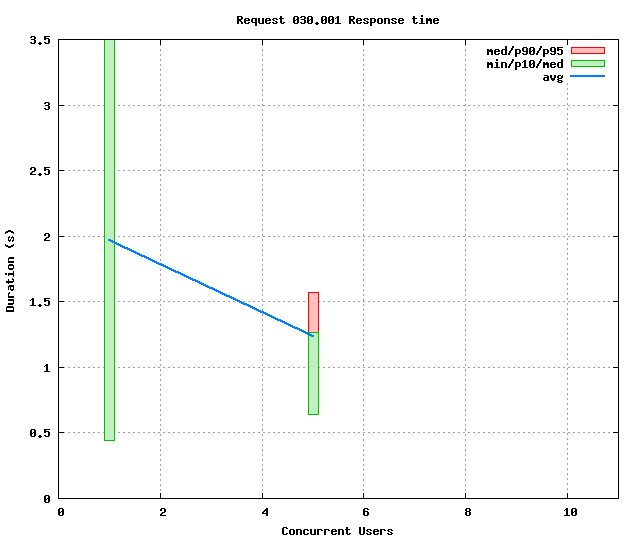 Request 030.001 Response time
med/p90/p95
min/p10/med
avg
3.5
3
2.5
2
1.5
1
0.5
0
Duration (s)
0 2 4 6 8 10
Concurrent Users